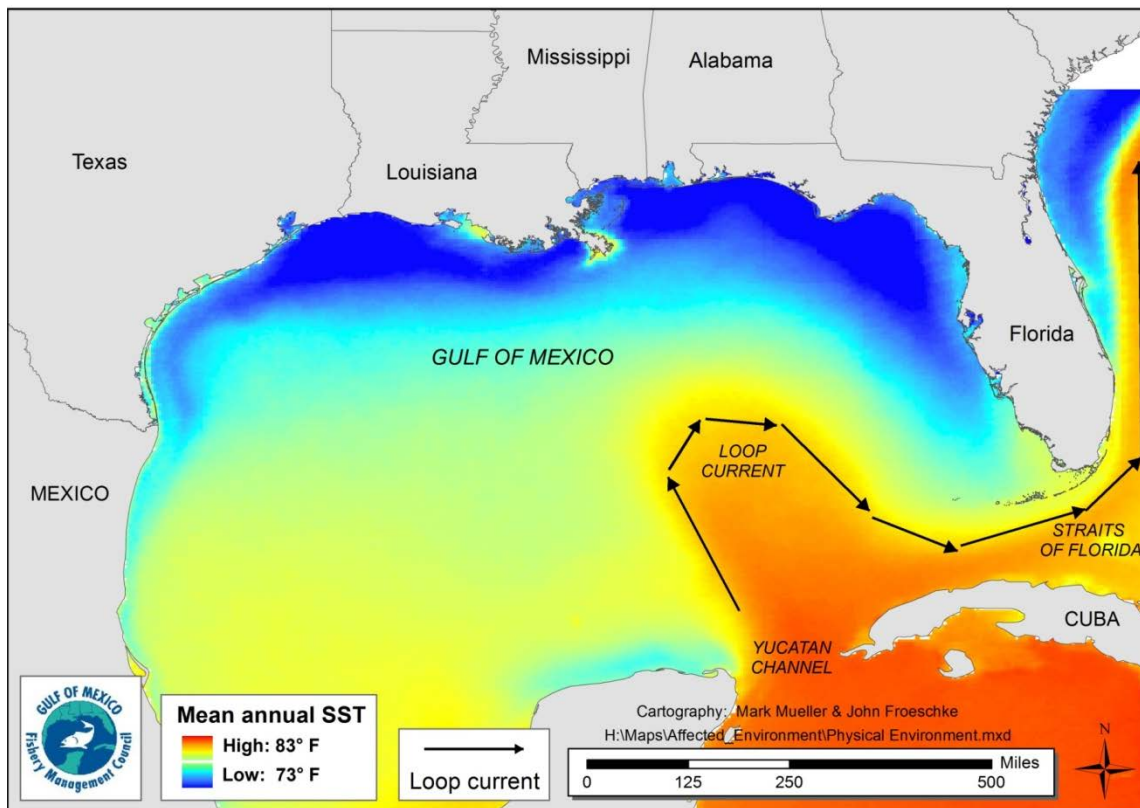 Mississippi
Alabama
Texas
Louisiana
Florida
GULF OF MEXICO
LOOP
CURRENT
MEXICO
STRAITS
OF FLORIDA
CUBA
YUCATAN
CHANNEL
GULF OF MEXICO
Fishery Management Council
Mean annual SST
High: 83° F
Low: 73° F
Loop current
Cartography: Mark Mueller & John Froeschke
H:\Maps\Affected_Environment\Physical Environment.mxd
Miles
0 125 250 500
N